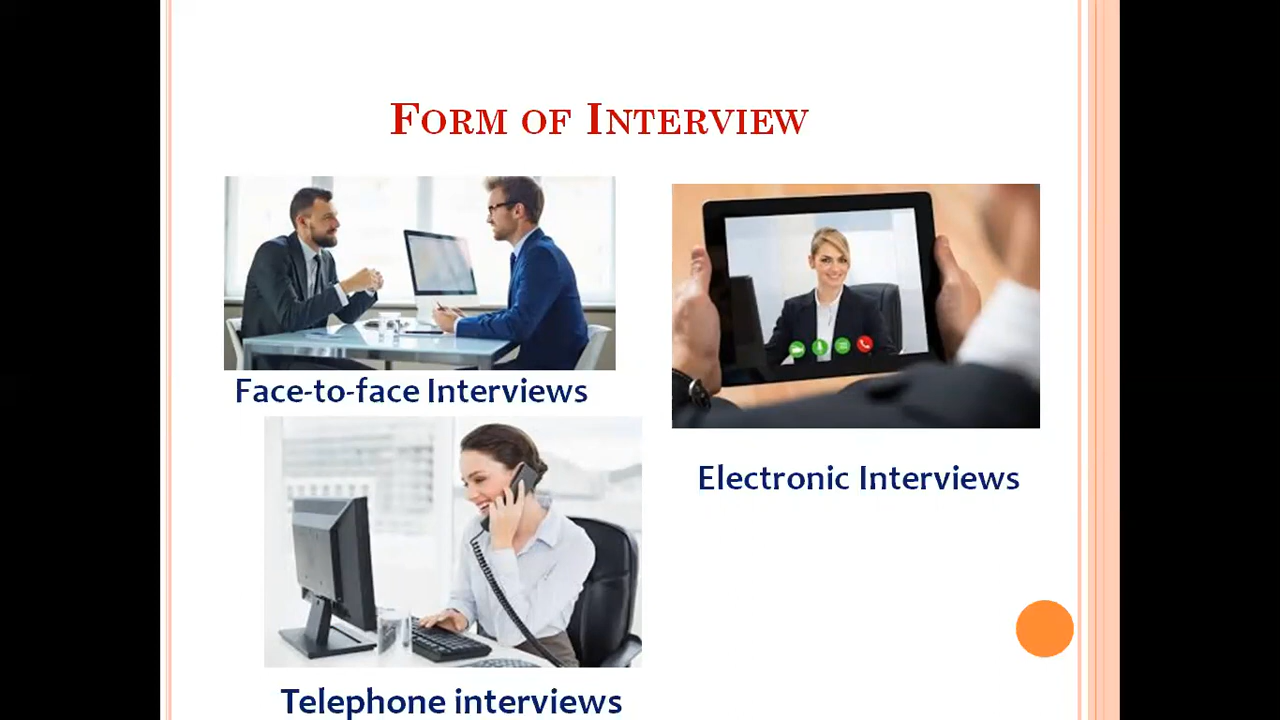 Form of Interview
Face-to-face Interviews
Electronic Interviews
Telephone interviews